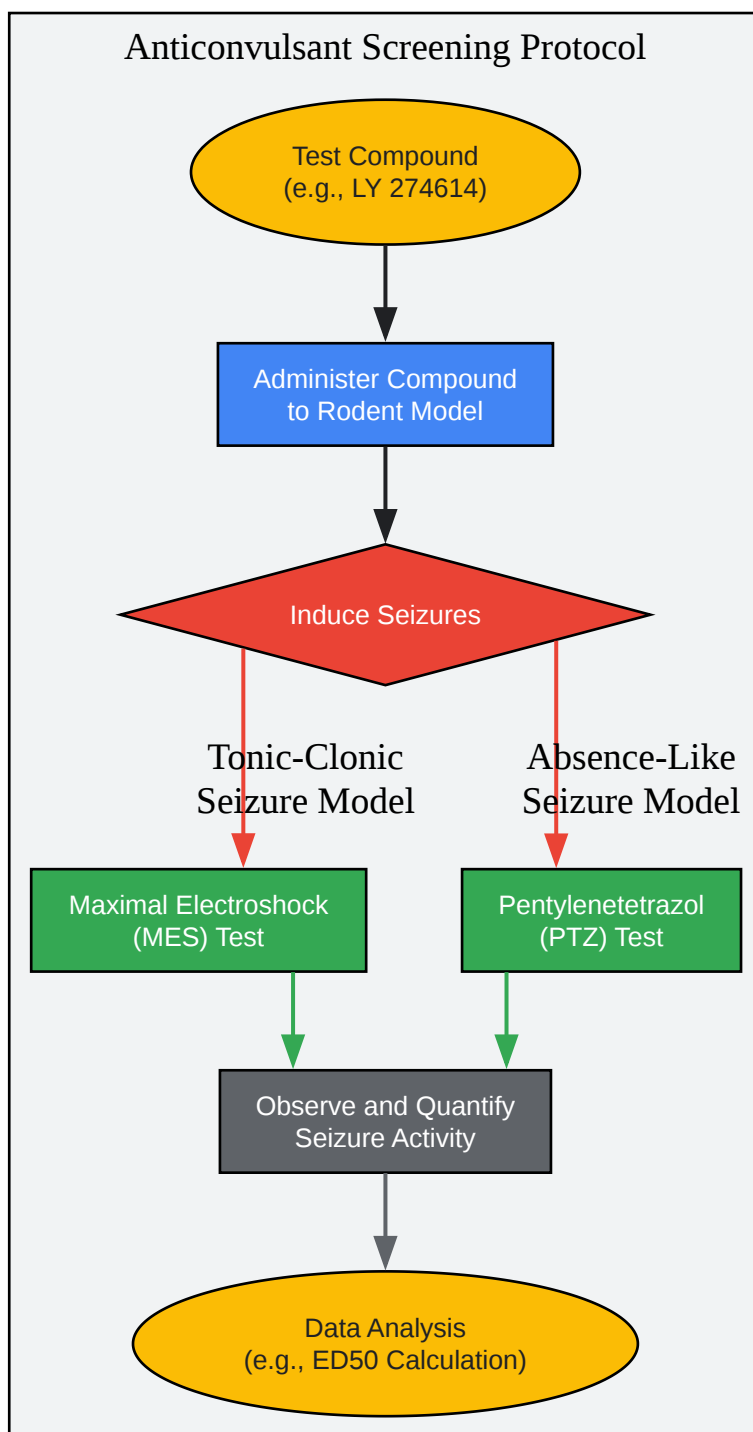 Anticonvulsant Screening Protocol
Test Compound
(e.g., LY 274614)
Administer Compound
to Rodent Model
Induce Seizures
Tonic-Clonic
Seizure Model
Absence-Like
Seizure Model
Maximal Electroshock
(MES) Test
Pentylenetetrazol
(PTZ) Test
Observe and Quantify
Seizure Activity
Data Analysis
(e.g., ED50 Calculation)